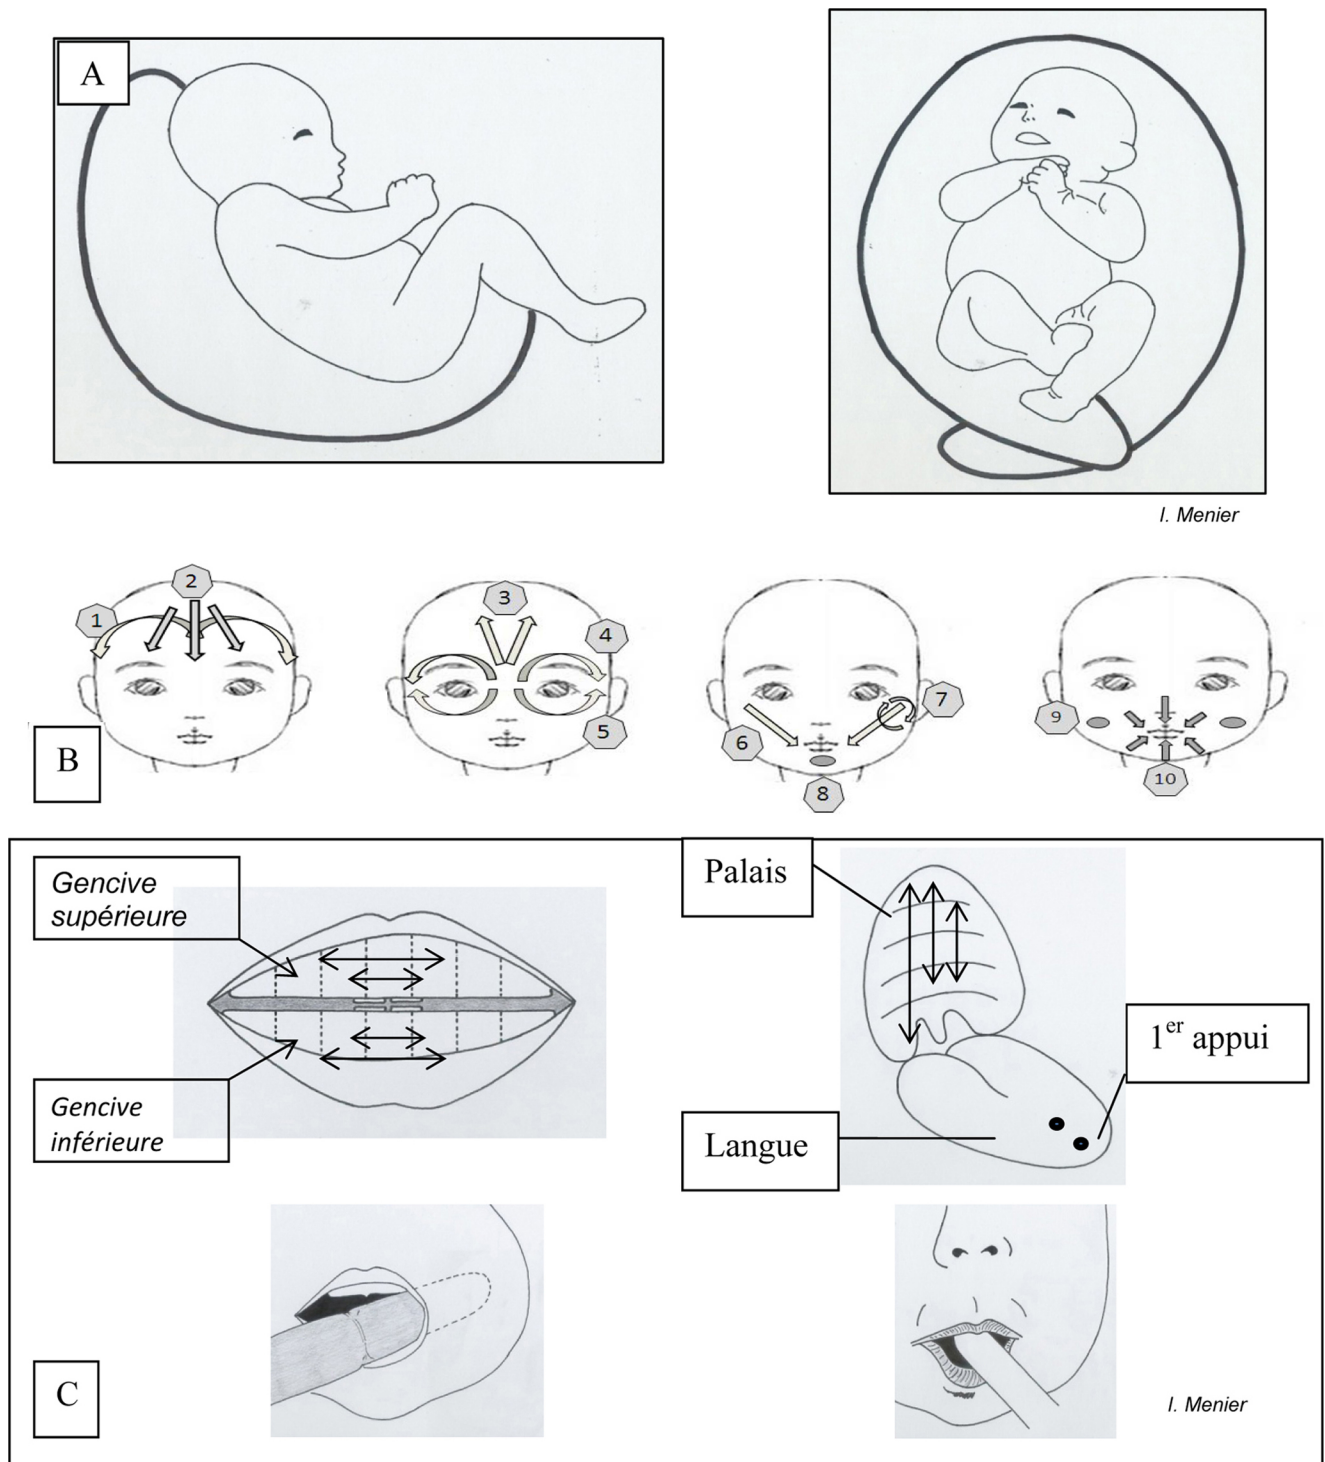 A
I. Menier
2
1
3
4
5
7
6
8
9
10
B
Gencive
supérieure
Palais
1er appui
Gencive
inférieure
Langue
C
I. Menier